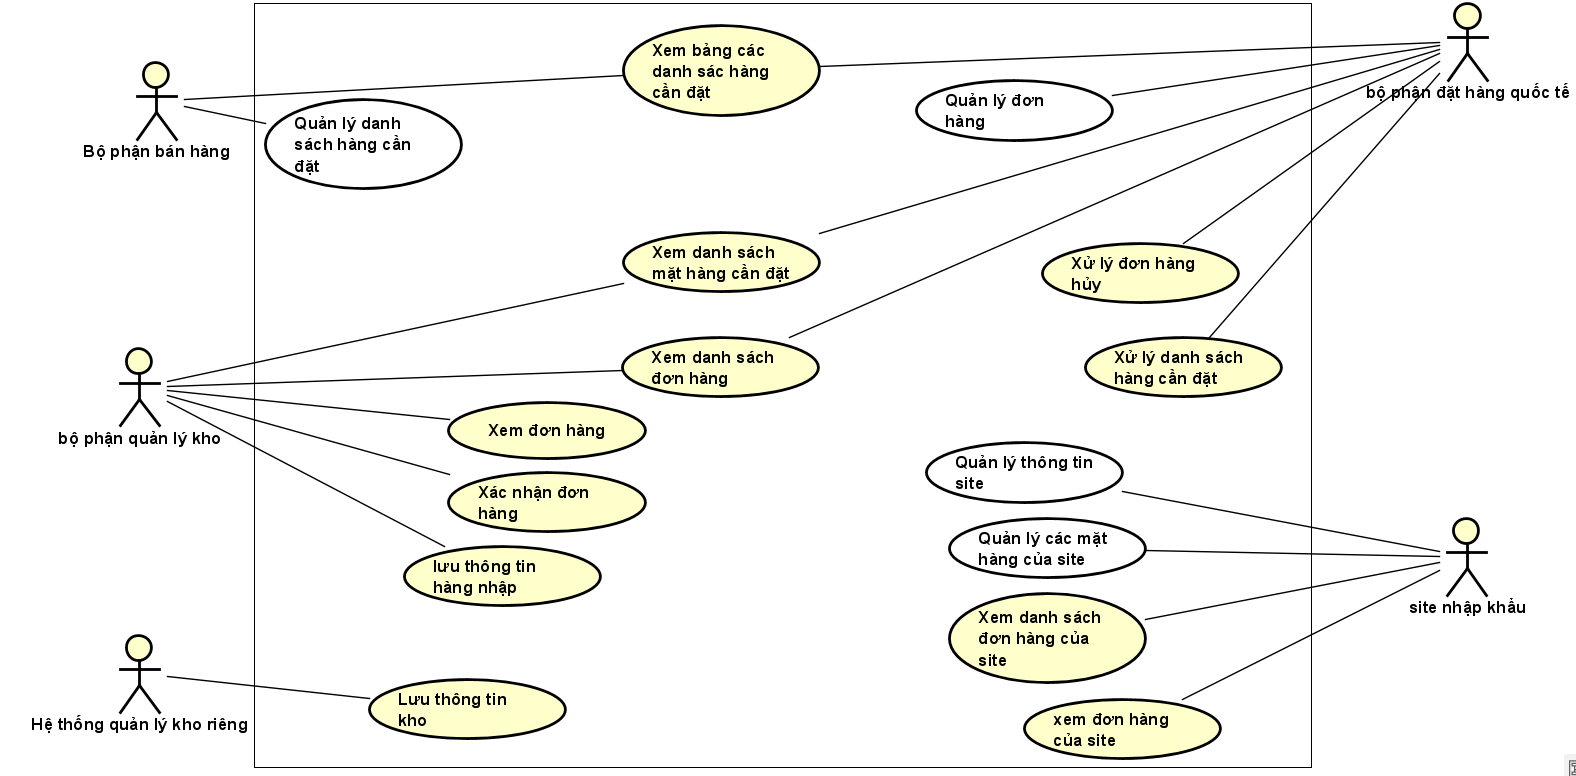 Xem bảng các
danh sác hàng
cần đặt
Quản lý đơn
hàng
bộ phận đặt hàng quốc tế
Quản lý danh
sách hàng cần
đặt
Bộ phận bán hàng
Xem danh sách
mặt hàng cần đặt
Xử lý đơn hàng
hủy
Xem danh sách
đơn hàng
Xử lý danh sách
hàng cần đặt
bộ phận quản lý kho
Xem đơn hàng
Quản lý thông tin
site
Xác nhận đơn
hàng
Quản lý các mặt
hàng của site
lưu thông tin
hàng nhập
site nhập khẩu
Xem danh sách
đơn hàng của
site
Hệ thống quản lý kho riêng
Lưu thông tin
kho
xem đơn hàng
của site